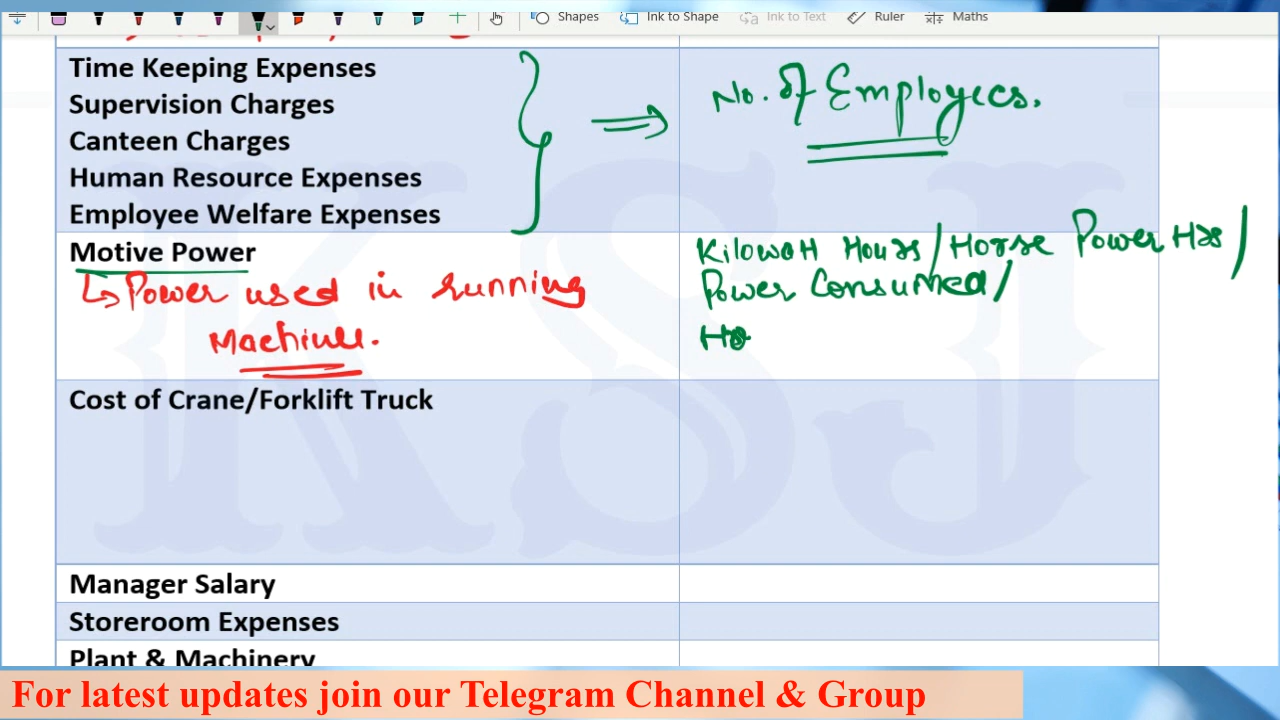 Shapes Ink to Shape Ink to Text Ruler Maths
Time Keeping Expenses
Supervision Charges
Canteen Charges
Human Resource Expenses
Employee Welfare Expenses
⇒ No. of Employees.
Motive Power
↳ Power used in running
Machine.
Kilowatt Hours/Horse Power Hrs/
Power Consumed/
Ho
Cost of Crane/Forklift Truck
Manager Salary
Storeroom Expenses
Plant & Machinery
KSJ
For latest updates join our Telegram Channel & Group